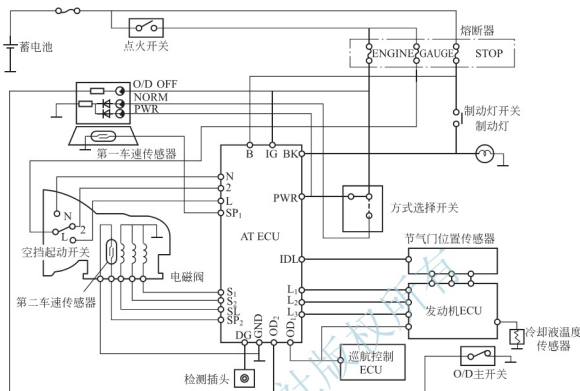 熔断器
蓄电池
点火开关
ENGINE GAUGE STOP
O/D OFF
NORM
PWR
制动灯开关
制动灯
第一车速传感器
B IG BK
N
2
L
SP₁
PWR
方式选择开关
AT ECU
N
2
L
空挡起动开关
节气门位置传感器
IDL
电磁阀
第二车速传感器
S₁
S₂
SL
SP₂
L₁
L₂
L₃
发动机ECU
DG GND OD₂ OD₁
冷却液温度
传感器
检测插头
巡航控制
ECU
O/D主开关
社版权所有